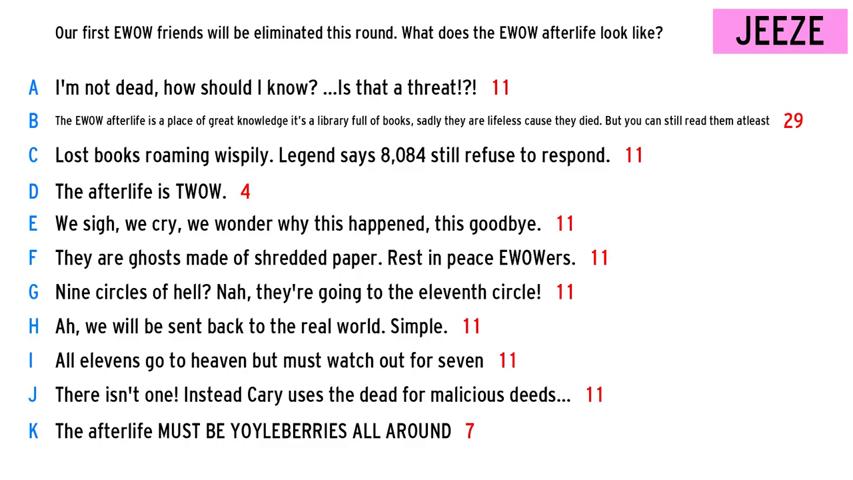 Our first EWOW friends will be eliminated this round. What does the EWOW afterlife look like?
JEEZE
A I'm not dead, how should I know? ...Is that a threat!?! 11
B The EWOW afterlife is a place of great knowledge it's a library full of books, sadly they are lifeless cause they died. But you can still read them atleast 29
C Lost books roaming wispily. Legend says 8,084 still refuse to respond. 11
D The afterlife is TWOW. 4
E We sigh, we cry, we wonder why this happened, this goodbye. 11
F They are ghosts made of shredded paper. Rest in peace EWOWers. 11
G Nine circles of hell? Nah, they're going to the eleventh circle! 11
H Ah, we will be sent back to the real world. Simple. 11
I All elevens go to heaven but must watch out for seven 11
J There isn't one! Instead Cary uses the dead for malicious deeds... 11
K The afterlife MUST BE YOYLEBERRIES ALL AROUND 7